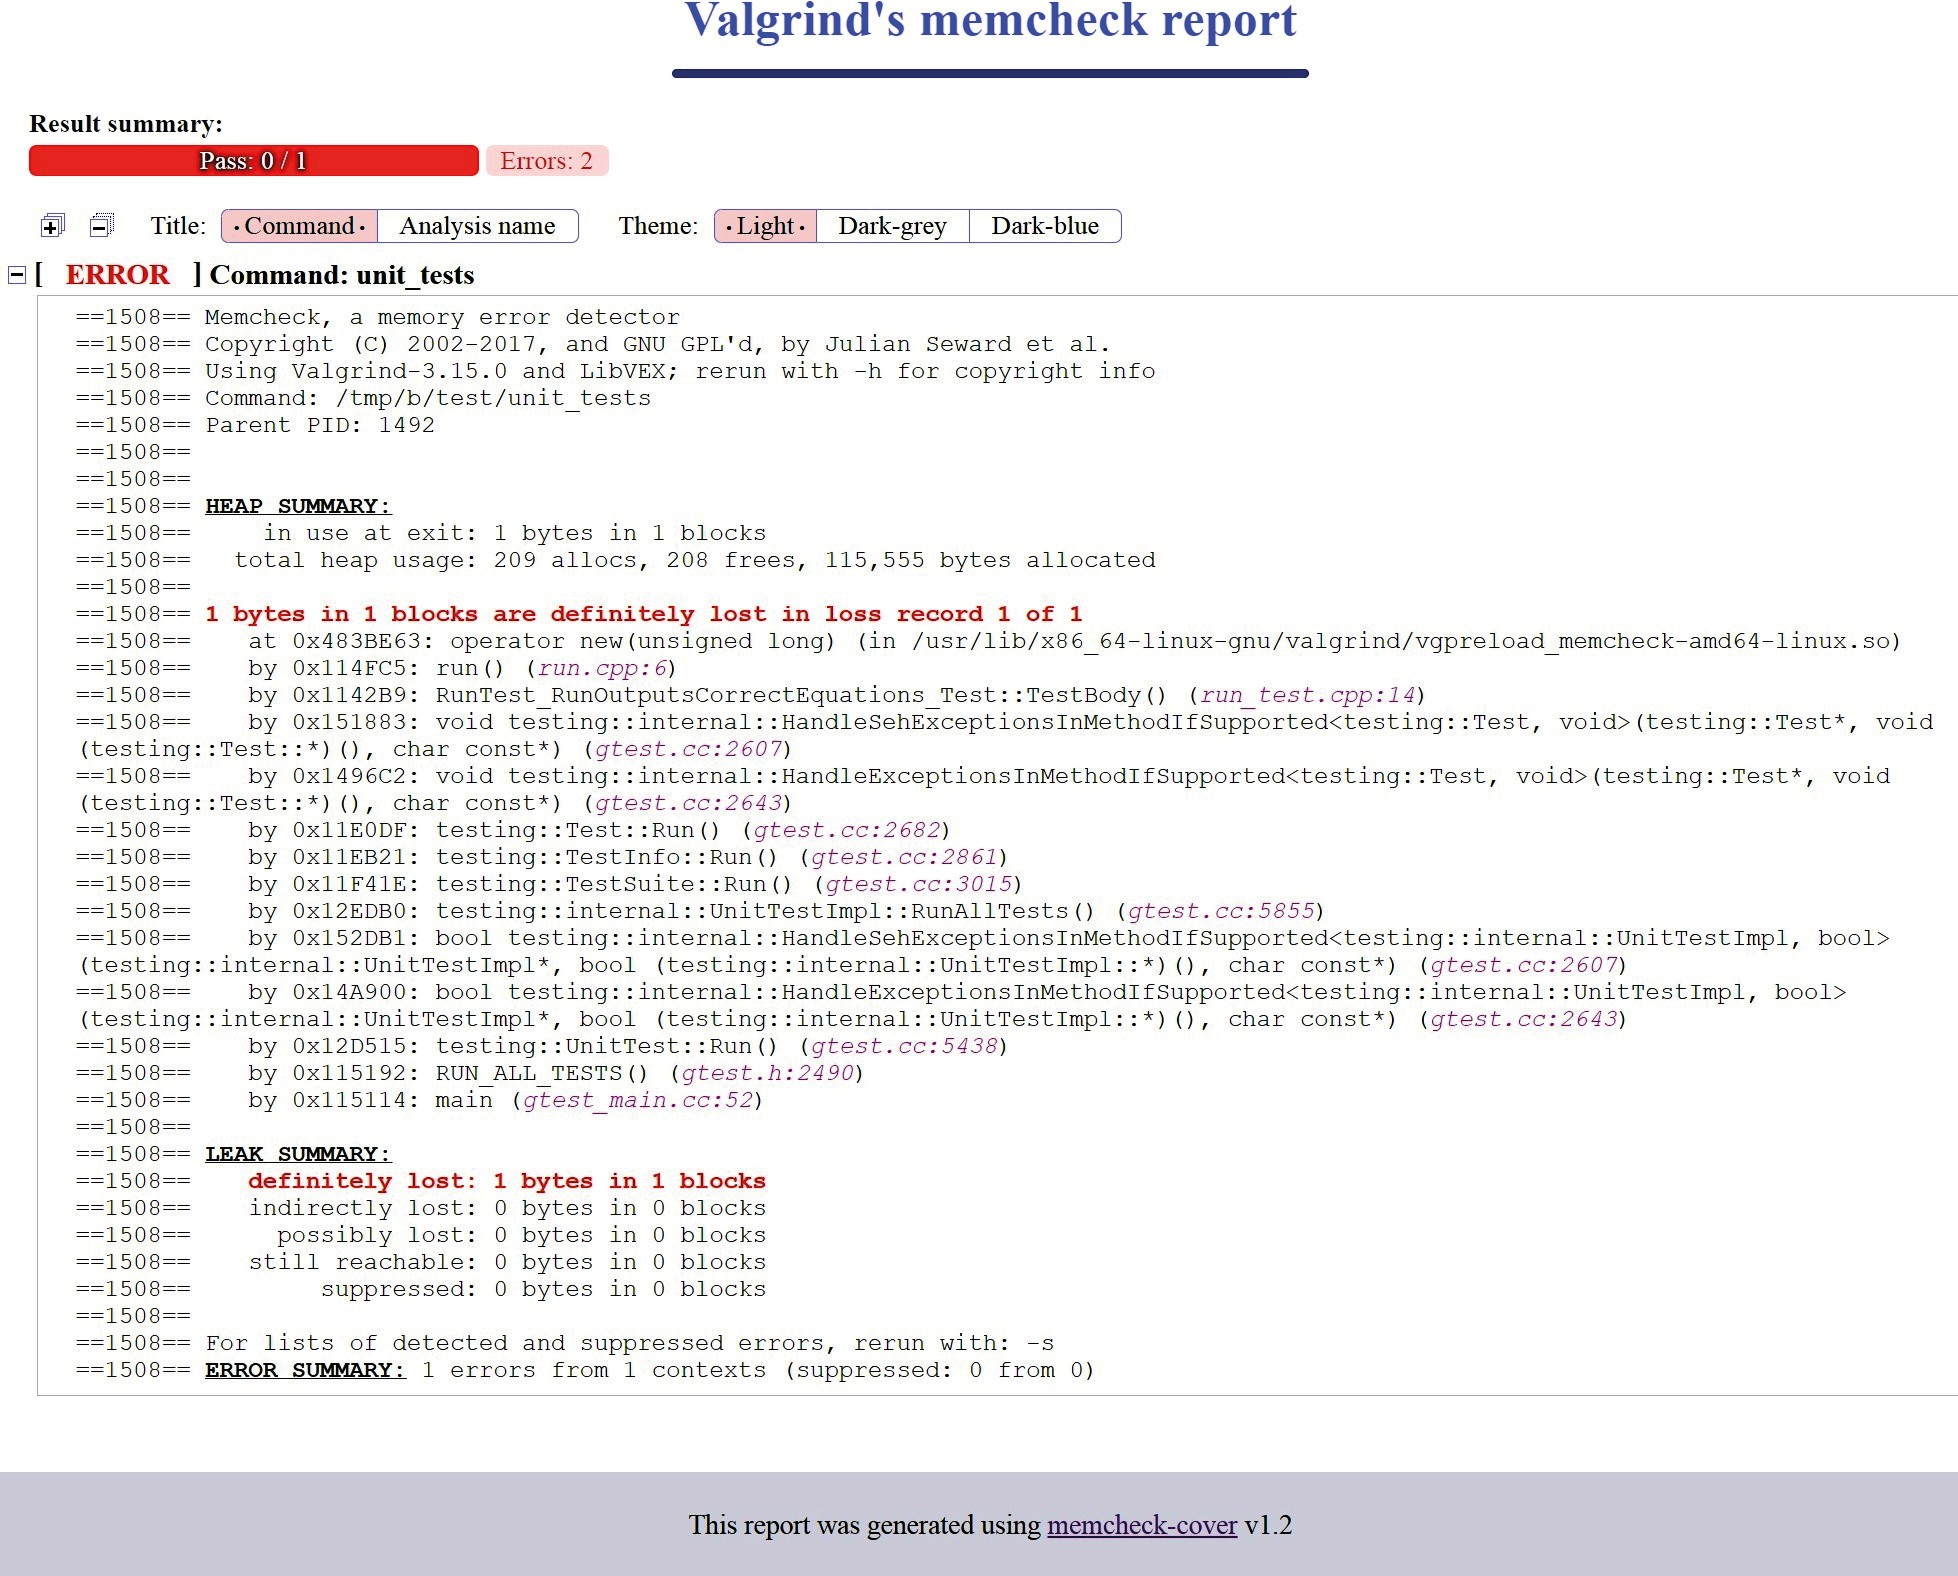 Valgrind's memcheck report
Result summary:
Pass: 0 / 1 Errors: 2
Title: · Command · Analysis name Theme: · Light · Dark-grey Dark-blue
[ ERROR ] Command: unit_tests
==1508== Memcheck, a memory error detector
==1508== Copyright (C) 2002-2017, and GNU GPL'd, by Julian Seward et al.
==1508== Using Valgrind-3.15.0 and LibVEX; rerun with -h for copyright info
==1508== Command: /tmp/b/test/unit_tests
==1508== Parent PID: 1492
==1508==
==1508==
==1508== HEAP SUMMARY:
==1508==     in use at exit: 1 bytes in 1 blocks
==1508==   total heap usage: 209 allocs, 208 frees, 115,555 bytes allocated
==1508==
==1508== 1 bytes in 1 blocks are definitely lost in loss record 1 of 1
==1508==    at 0x483BE63: operator new(unsigned long) (in /usr/lib/x86_64-linux-gnu/valgrind/vgpreload_memcheck-amd64-linux.so)
==1508==    by 0x114FC5: run() (run.cpp:6)
==1508==    by 0x1142B9: RunTest_RunOutputsCorrectEquations_Test::TestBody() (run_test.cpp:14)
==1508==    by 0x151883: void testing::internal::HandleSehExceptionsInMethodIfSupported<testing::Test, void>(testing::Test*, void
(testing::Test::*)(), char const*) (gtest.cc:2607)
==1508==    by 0x1496C2: void testing::internal::HandleExceptionsInMethodIfSupported<testing::Test, void>(testing::Test*, void
(testing::Test::*)(), char const*) (gtest.cc:2643)
==1508==    by 0x11E0DF: testing::Test::Run() (gtest.cc:2682)
==1508==    by 0x11EB21: testing::TestInfo::Run() (gtest.cc:2861)
==1508==    by 0x11F41E: testing::TestSuite::Run() (gtest.cc:3015)
==1508==    by 0x12EDB0: testing::internal::UnitTestImpl::RunAllTests() (gtest.cc:5855)
==1508==    by 0x152DB1: bool testing::internal::HandleSehExceptionsInMethodIfSupported<testing::internal::UnitTestImpl, bool>
(testing::internal::UnitTestImpl*, bool (testing::internal::UnitTestImpl::*)(), char const*) (gtest.cc:2607)
==1508==    by 0x14A900: bool testing::internal::HandleExceptionsInMethodIfSupported<testing::internal::UnitTestImpl, bool>
(testing::internal::UnitTestImpl*, bool (testing::internal::UnitTestImpl::*)(), char const*) (gtest.cc:2643)
==1508==    by 0x12D515: testing::UnitTest::Run() (gtest.cc:5438)
==1508==    by 0x115192: RUN_ALL_TESTS() (gtest.h:2490)
==1508==    by 0x115114: main (gtest_main.cc:52)
==1508==
==1508== LEAK SUMMARY:
==1508==    definitely lost: 1 bytes in 1 blocks
==1508==    indirectly lost: 0 bytes in 0 blocks
==1508==      possibly lost: 0 bytes in 0 blocks
==1508==    still reachable: 0 bytes in 0 blocks
==1508==         suppressed: 0 bytes in 0 blocks
==1508==
==1508== For lists of detected and suppressed errors, rerun with: -s
==1508== ERROR SUMMARY: 1 errors from 1 contexts (suppressed: 0 from 0)
This report was generated using memcheck-cover v1.2